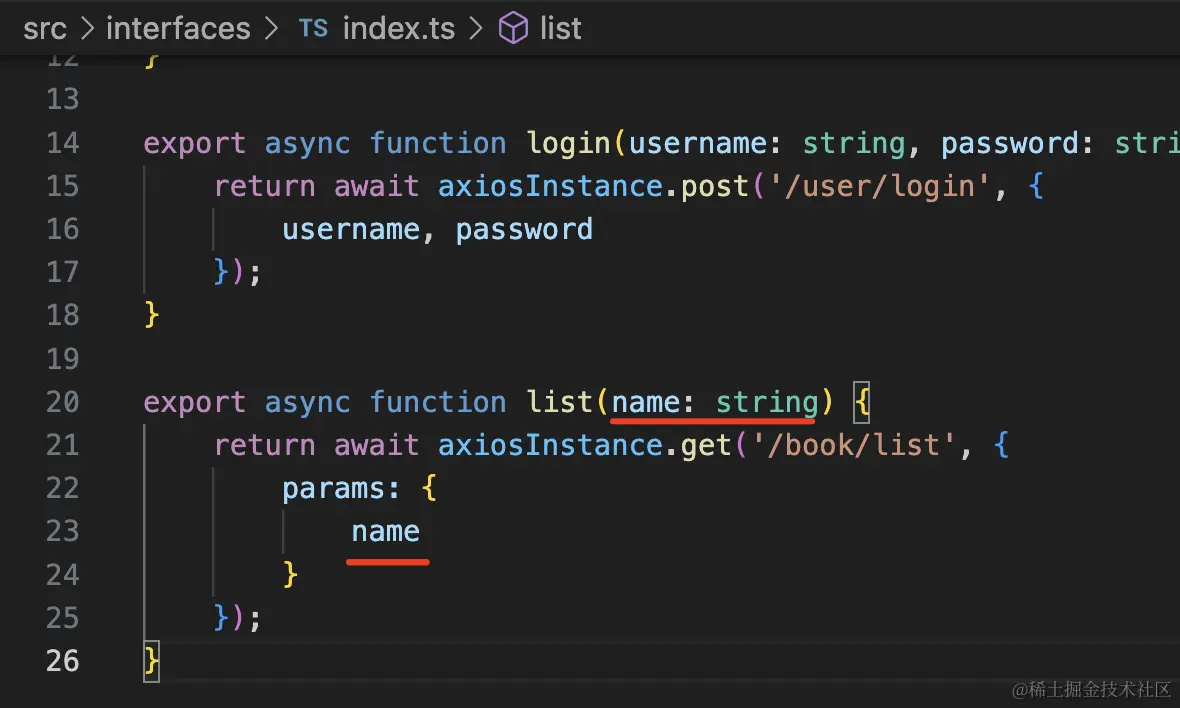 src > interfaces > TS index.ts > list
12 }
13
14 export async function login(username: string, password: stri
15 return await axiosInstance.post('/user/login', {
16 username, password
17 });
18 }
19
20 export async function list(name: string) {
21 return await axiosInstance.get('/book/list', {
22 params: {
23 name
24 }
25 });
26 }
@稀土掘金技术社区